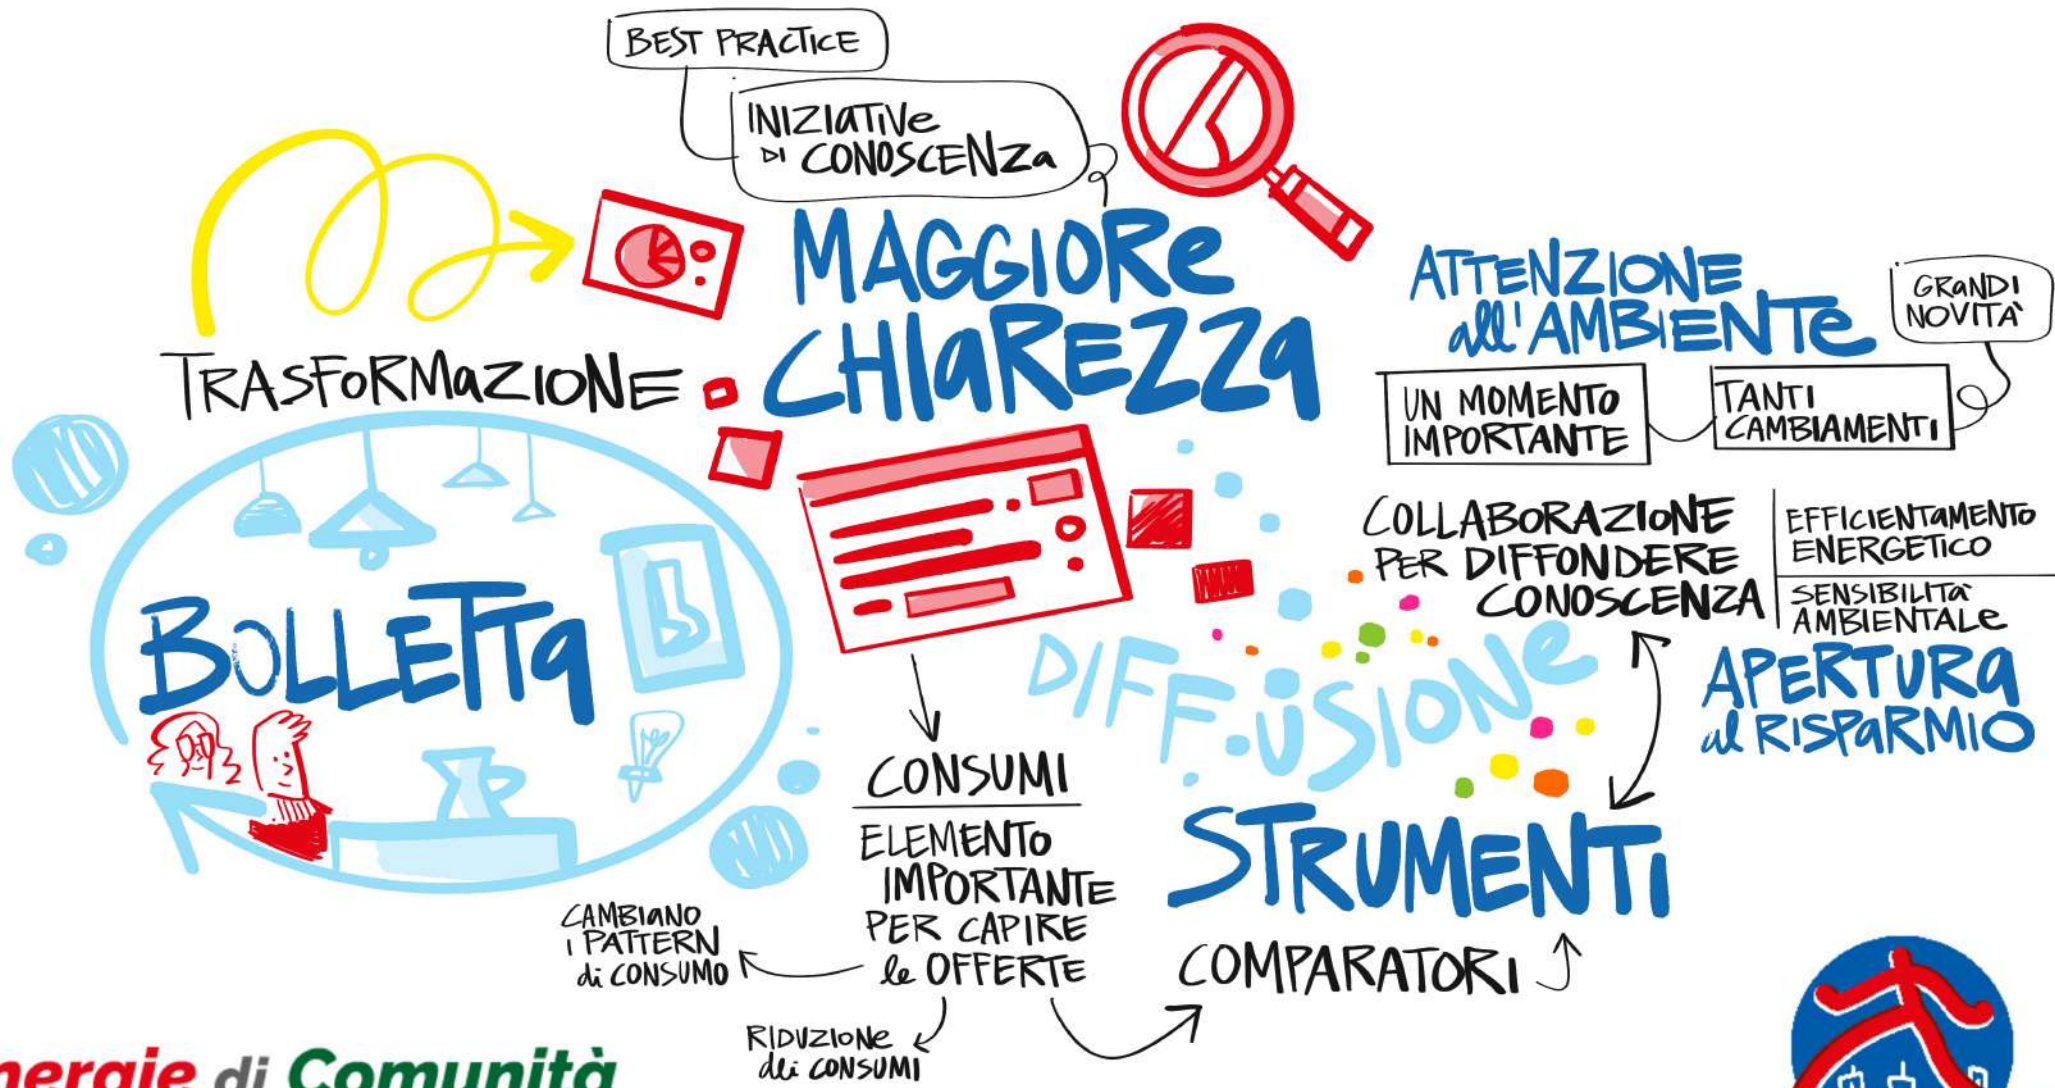 BEST PRACTICE
INIZIATIVE
DI CONOSCENZA
MAGGIORE
CHIAREZZA
TRASFORMAZIONE
BOLLETTA
ATTENZIONE
all'AMBIENTE
GRANDI
NOVITÀ
UN MOMENTO
IMPORTANTE
TANTI
CAMBIAMENTI
COLLABORAZIONE
PER DIFFONDERE
CONOSCENZA
EFFICIENTAMENTO
ENERGETICO
SENSIBILITà
AMBIENTALE
APERTURA
al RISPARMIO
DIFFUSIONE
STRUMENTI
COMPARATORI
CONSUMI
ELEMENTO
IMPORTANTE
PER CAPIRE
le OFFERTE
CAMBIANO
i PATTERN
di CONSUMO
RIDUZIONE
dei CONSUMI
nergie di Comunità